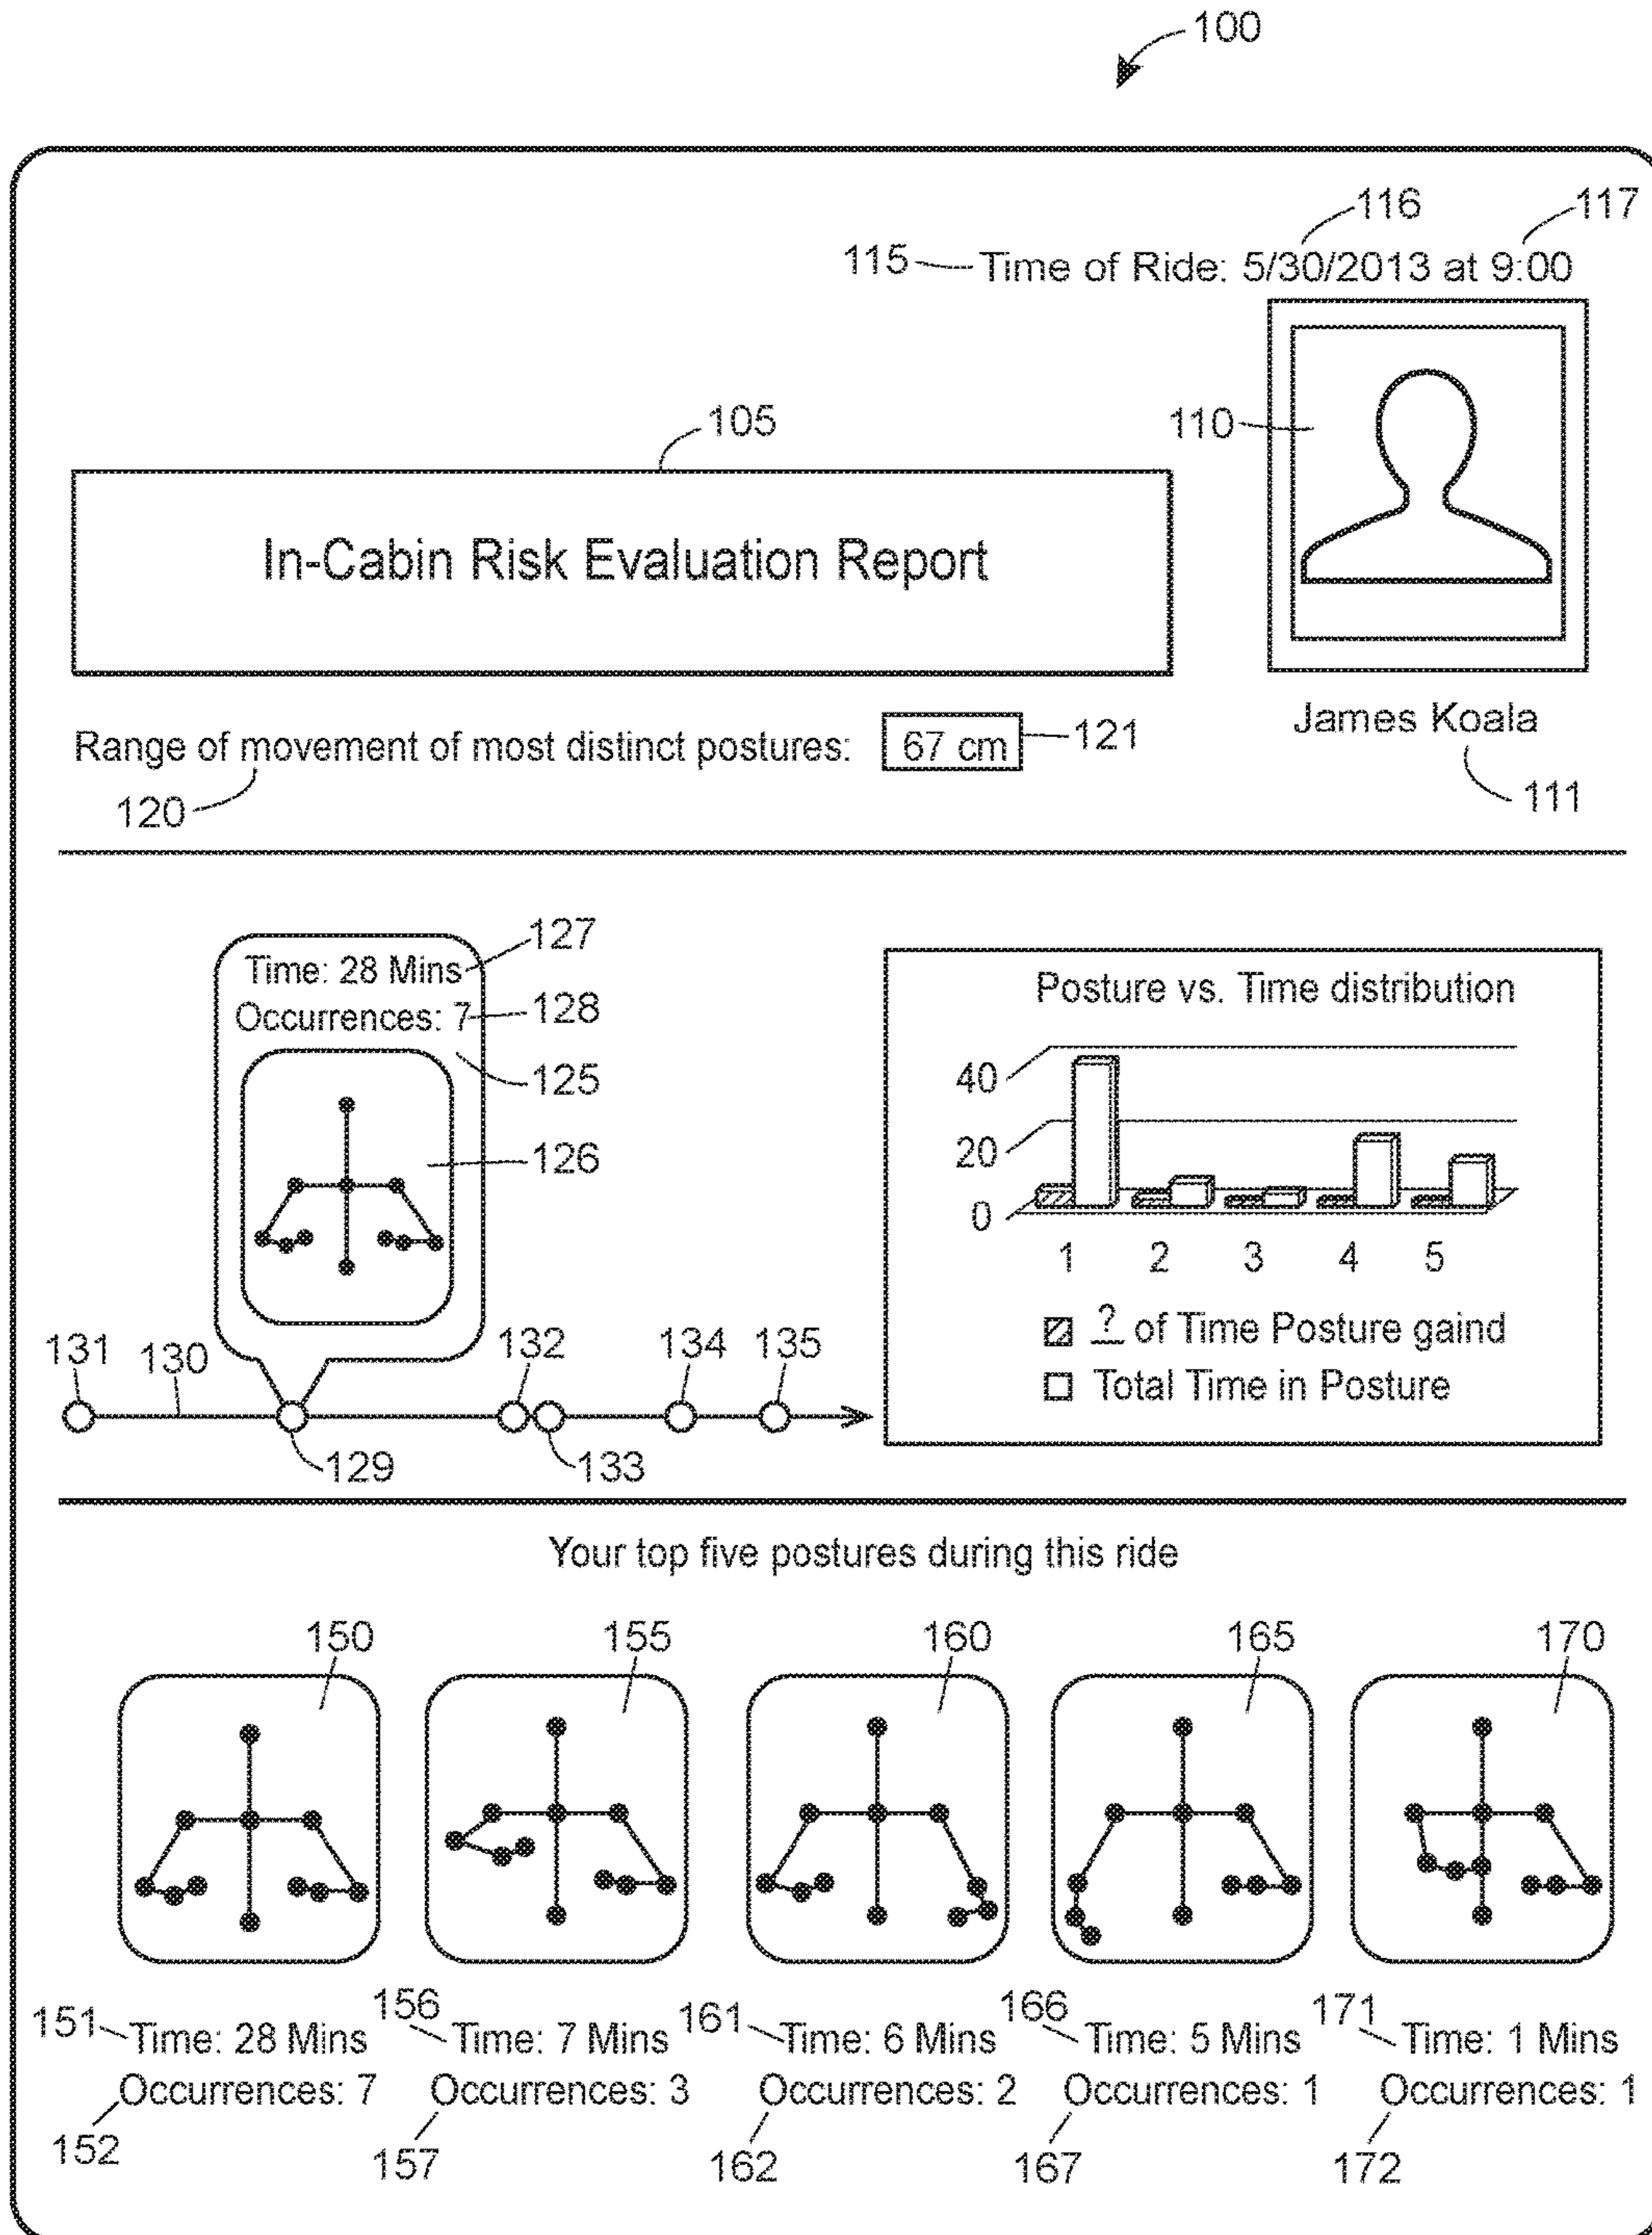 100
116 117
115 Time of Ride: 5/30/2013 at 9:00
105
110
In-Cabin Risk Evaluation Report
James Koala
111
Range of movement of most distinct postures: 67 cm 121
120
127
Time: 28 Mins
Occurrences: 7 128
125
126
131 130 132 134 135
129 133
Posture vs. Time distribution
40
20
0
1 2 3 4 5
? of Time Posture gaind
Total Time in Posture
Your top five postures during this ride
150 155 160 165 170
151 Time: 28 Mins 156 Time: 7 Mins 161 Time: 6 Mins 166 Time: 5 Mins 171 Time: 1 Mins
Occurrences: 7 Occurrences: 3 Occurrences: 2 Occurrences: 1 Occurrences: 1
152 157 162 167 172